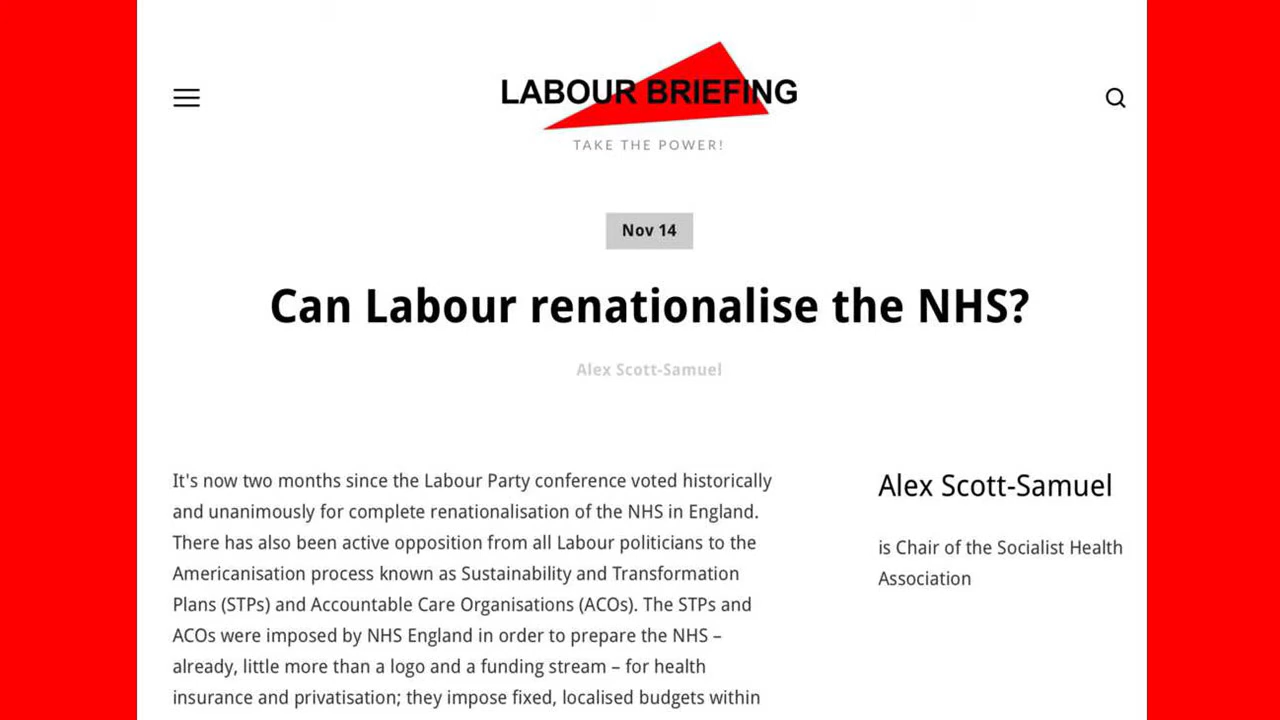 LABOUR BRIEFING
TAKE THE POWER!
Nov 14
Can Labour renationalise the NHS?
Alex Scott-Samuel
It's now two months since the Labour Party conference voted historically
and unanimously for complete renationalisation of the NHS in England.
There has also been active opposition from all Labour politicians to the
Americanisation process known as Sustainability and Transformation
Plans (STPs) and Accountable Care Organisations (ACOs). The STPs and
ACOs were imposed by NHS England in order to prepare the NHS –
already, little more than a logo and a funding stream – for health
insurance and privatisation; they impose fixed, localised budgets within
Alex Scott-Samuel
is Chair of the Socialist Health
Association